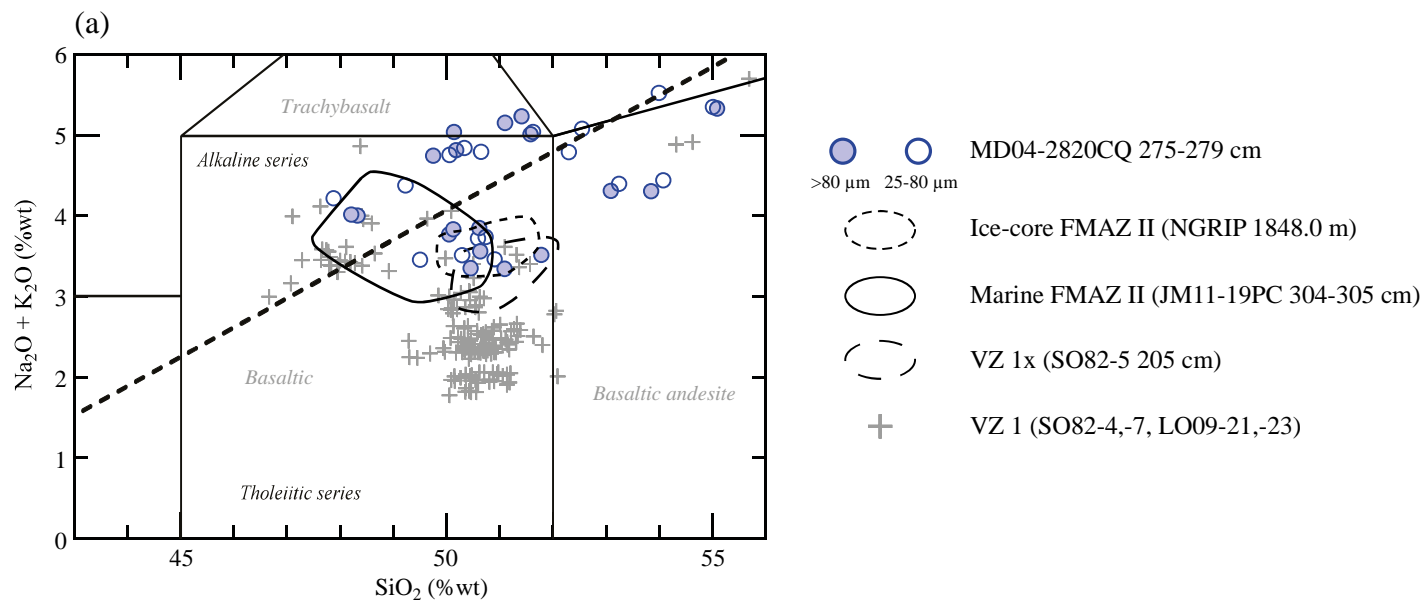 (a)
6
5
4
3
2
1
0
Na₂O + K₂O (%wt)
Trachybasalt
Alkaline series
Basaltic
Basaltic andesite
Tholeiitic series
45
50
55
SiO₂ (%wt)
MD04-2820CQ 275-279 cm
>80 µm 25-80 µm
Ice-core FMAZ II (NGRIP 1848.0 m)
Marine FMAZ II (JM11-19PC 304-305 cm)
VZ 1x (SO82-5 205 cm)
VZ 1 (SO82-4,-7, LO09-21,-23)